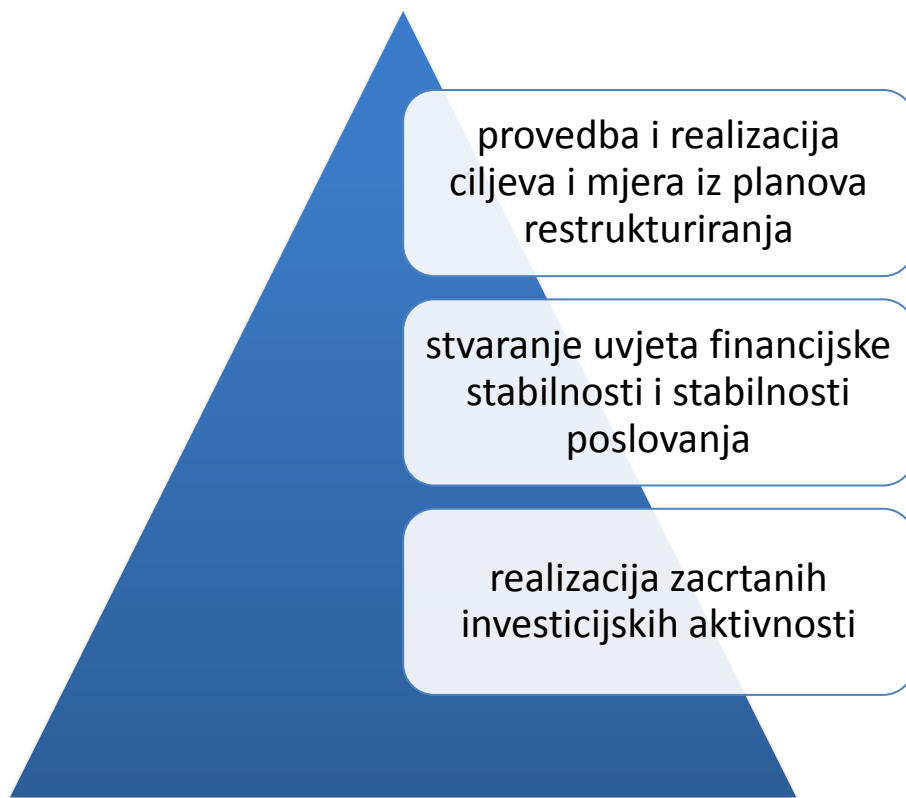 provedba i realizacija
ciljeva i mjera iz planova
restrukturiranja
stvaranje uvjeta financijske
stabilnosti i stabilnosti
poslovanja
realizacija zacrtanih
investicijskih aktivnosti